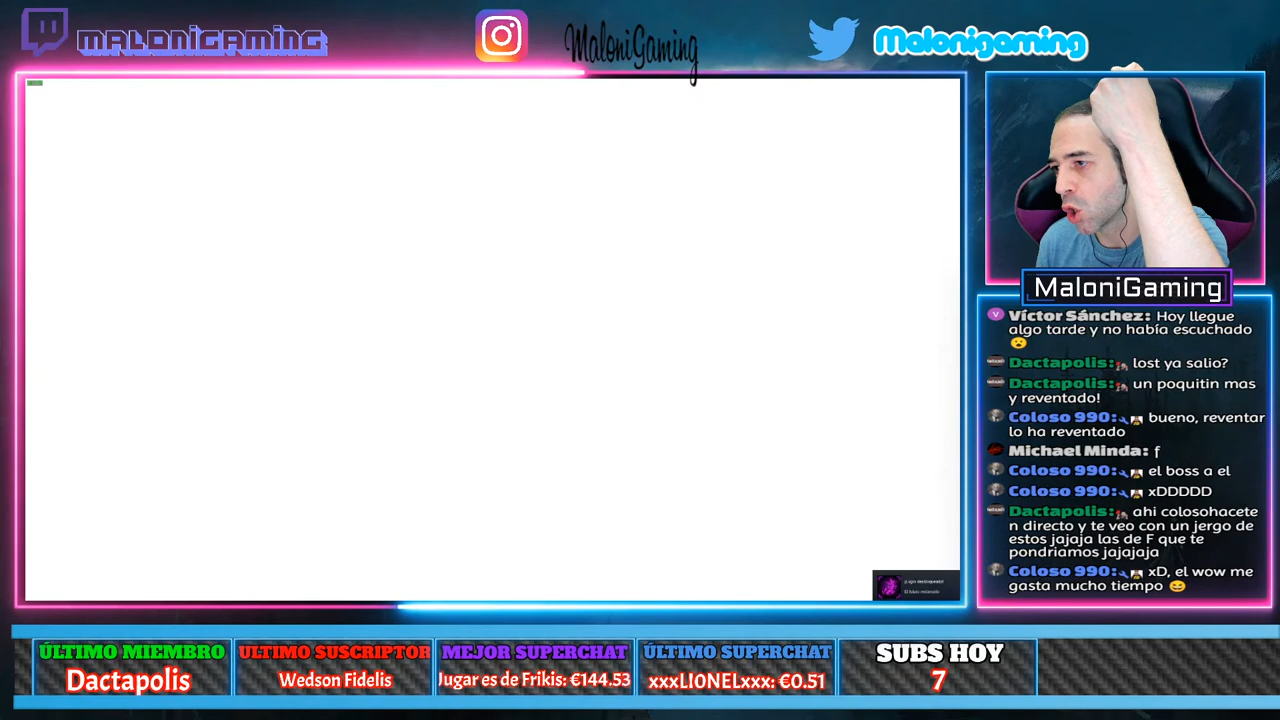 MALONIGAMING
MaloniGaming
Malonigaming
MaloniGaming
V Víctor Sánchez: Hoy llegue
algo tarde y no había escuchado
😮
Dactapolis: lost ya salio?
Dactapolis: un poquitin mas
y reventado!
Coloso 990: bueno, reventar
lo ha reventado
Michael Minda: f
Coloso 990: el boss a el
Coloso 990: xDDDDD
Dactapolis: ahi colosohacete
n directo y te veo con un jergo de
estos jajaja las de F que te
pondriamos jajajaja
Coloso 990: xD, el wow me
gasta mucho tiempo 😆
ÚLTIMO MIEMBRO
Dactapolis
ULTIMO SUSCRIPTOR
Wedson Fidelis
MEJOR SUPERCHAT
Jugar es de Frikis: €144.53
ÚLTIMO SUPERCHAT
xxxLI0NELxxx: €0.51
SUBS HOY
7